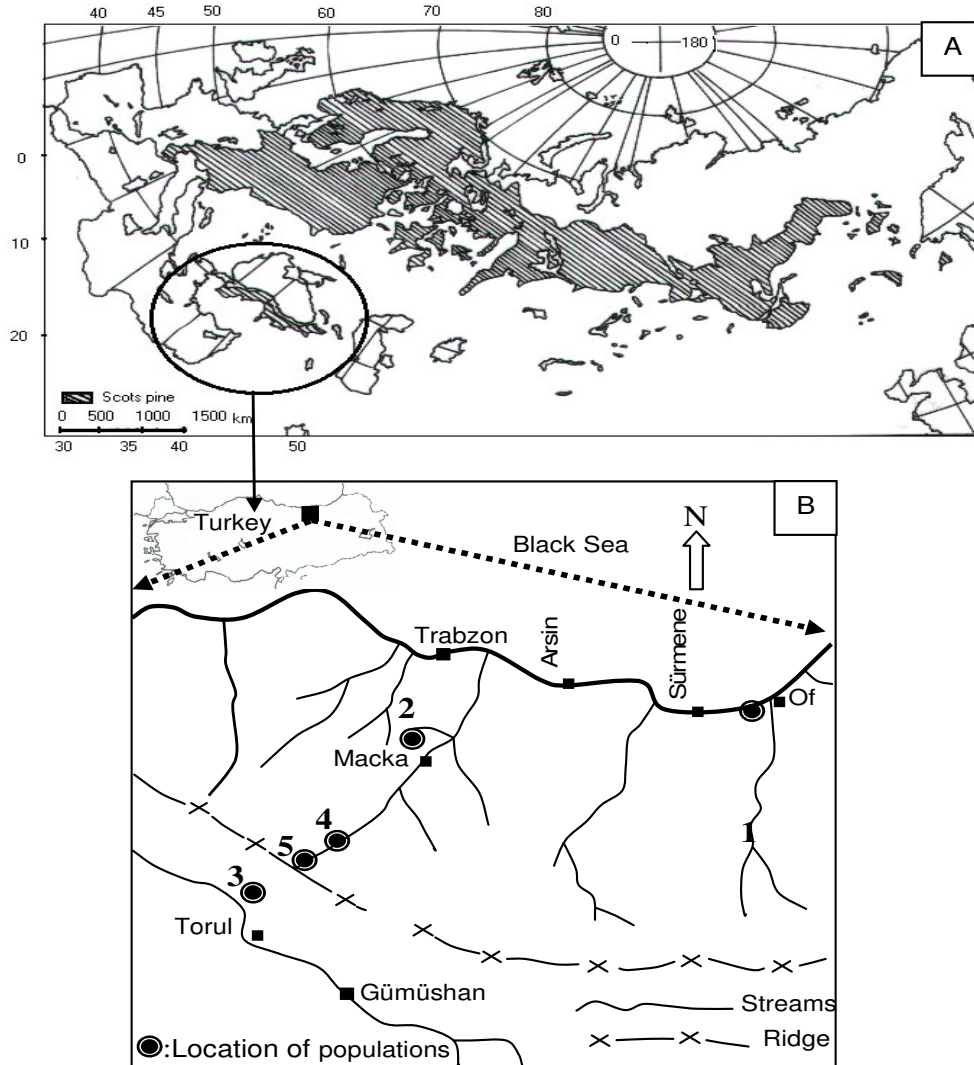 40 45 50 60 70 80
A
0 180
0
10
20
Scots pine
0 500 1000 1500 km
30 35 40 50
B
Turkey
N
Black Sea
Trabzon
Arsin
Sürmene
Of
2
Macka
4
5
1
3
Torul
Gümüshan
Streams
Ridge
:Location of populations